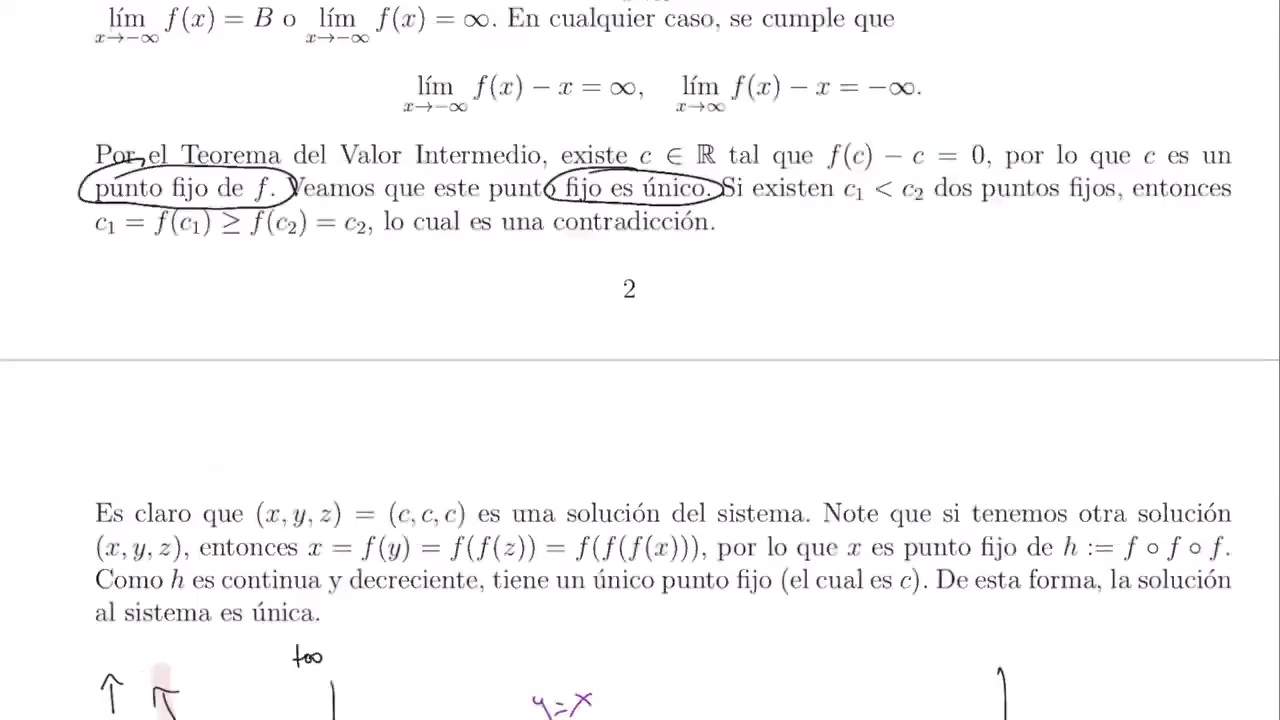 lím f(x) = B o lím f(x) = ∞. En cualquier caso, se cumple que
x→−∞ x→−∞
lím f(x) − x = ∞, lím f(x) − x = −∞.
x→−∞ x→∞
Por el Teorema del Valor Intermedio, existe c ∈ ℝ tal que f(c) − c = 0, por lo que c es un
punto fijo de f. Veamos que este punto fijo es único. Si existen c₁ < c₂ dos puntos fijos, entonces
c₁ = f(c₁) ≥ f(c₂) = c₂, lo cual es una contradicción.
2
Es claro que (x, y, z) = (c, c, c) es una solución del sistema. Note que si tenemos otra solución
(x, y, z), entonces x = f(y) = f(f(z)) = f(f(f(x))), por lo que x es punto fijo de h := f ∘ f ∘ f.
Como h es continua y decreciente, tiene un único punto fijo (el cual es c). De esta forma, la solución
al sistema es única.
+∞
y=x